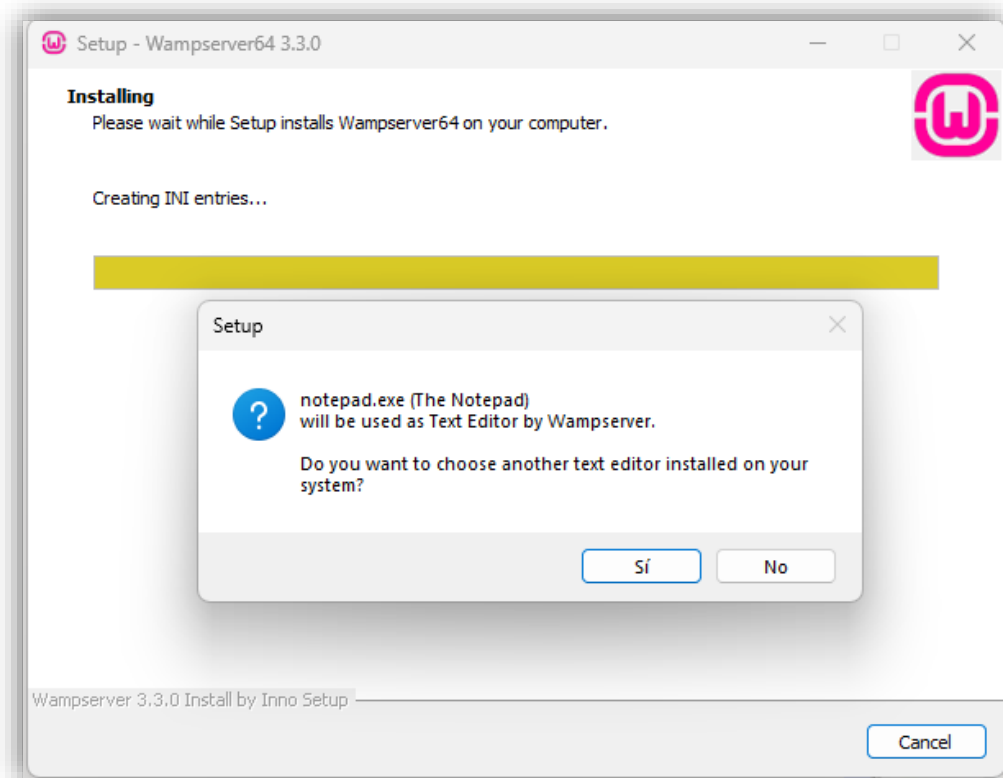 Setup - Wampserver64 3.3.0
Installing
Please wait while Setup installs Wampserver64 on your computer.
Creating INI entries...
Setup
notepad.exe (The Notepad)
will be used as Text Editor by Wampserver.
Do you want to choose another text editor installed on your
system?
Sí
No
Wampserver 3.3.0 Install by Inno Setup
Cancel